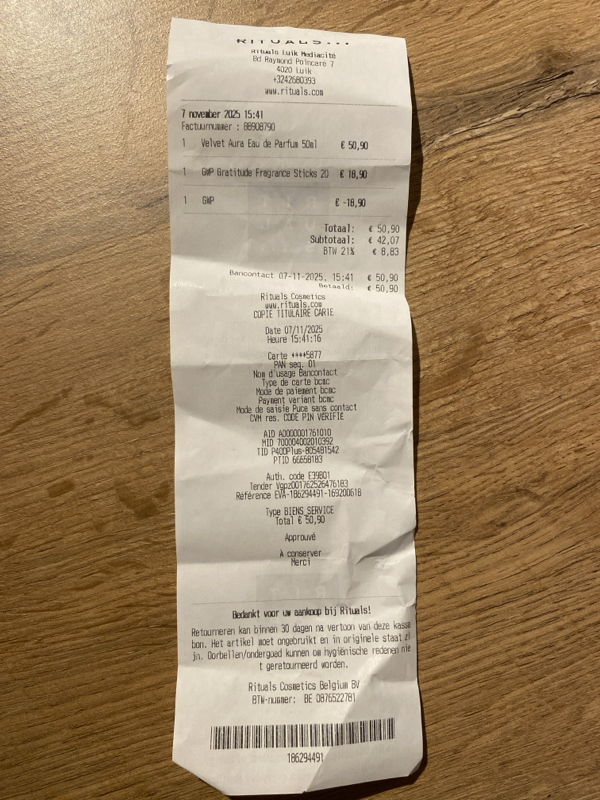 RITUALS...
Rituals Luik Mediacité
Bd Raymond Poincaré 7
4020 Luik
+3242680393
www.rituals.com
7 november 2025 15:41
Factuurnummer : 88908790
1 Velvet Aura Eau de Parfum 50ml € 50,90
1 GWP Gratitude Fragrance Sticks 20 € 18,90
1 GWP € -18,90
Totaal: € 50,90
Subtotaal: € 42,07
BTW 21% € 8,83
Bancontact 07-11-2025, 15:41 € 50,90
Betaald: € 50,90
Rituals Cosmetics
www.rituals.com
COPIE TITULAIRE CARTE
Date 07/11/2025
Heure 15:41:16
Carte ****5877
PAN seq. 01
Nom d'usage Bancontact
Type de carte bcmc
Mode de paiement bcmc
Payment variant bcmc
Mode de saisie Puce sans contact
CVM res. CODE PIN VÉRIFIÉ
AID A0000001761010
MID 700004002010392
TID P400Plus-805481542
PTID 66658183
Auth. code E39B01
Tender Vgpz001762526476183
Référence EVA-186294491-169200618
Type BIENS_SERVICE
Total € 50,90
Approuvé
A conserver
Merci
Bedankt voor uw aankoop bij Rituals!
Retourneren kan binnen 30 dagen na vertoon van deze kassa
bon. Het artikel moet ongebruikt en in originele staat zi
jn. Oorbellen/ondergoed kunnen om hygiënische redenen nie
t geretourneerd worden.
Rituals Cosmetics Belgium BV
BTW-nummer: BE 0876522781
186294491